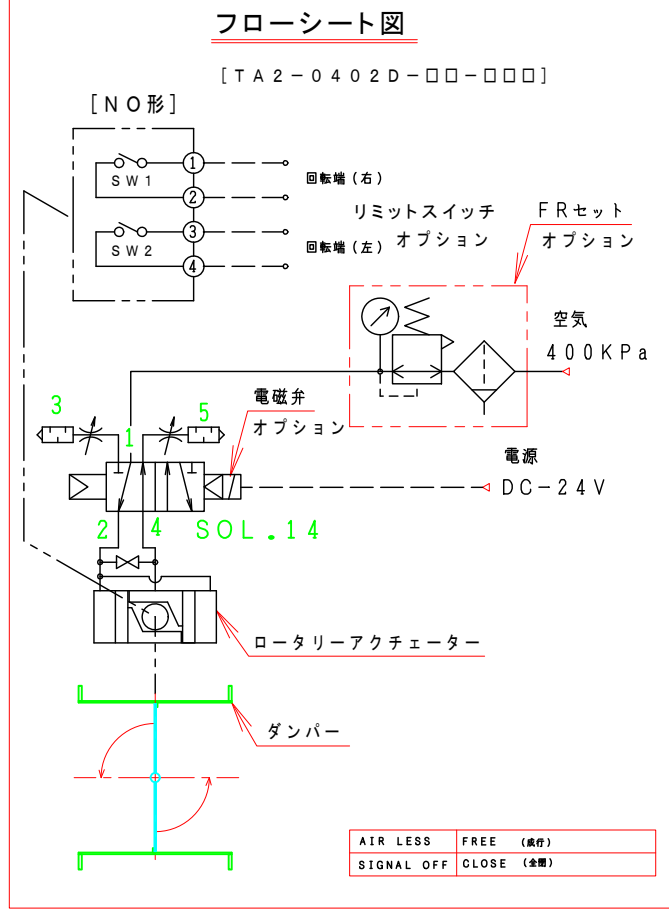 フローシート図
[TA2-0402D-□□-□□□]
[NO形]
1
SW1
2
回転端(右)
3
SW2
4
回転端(左)
リミットスイッチ
オプション
FRセット
オプション
空気
400KPa
3
1
5
電磁弁
オプション
電源
DC-24V
2
4
SOL.14
ロータリーアクチェーター
ダンパー
AIR LESS FREE (成行)
SIGNAL OFF CLOSE (全閉)